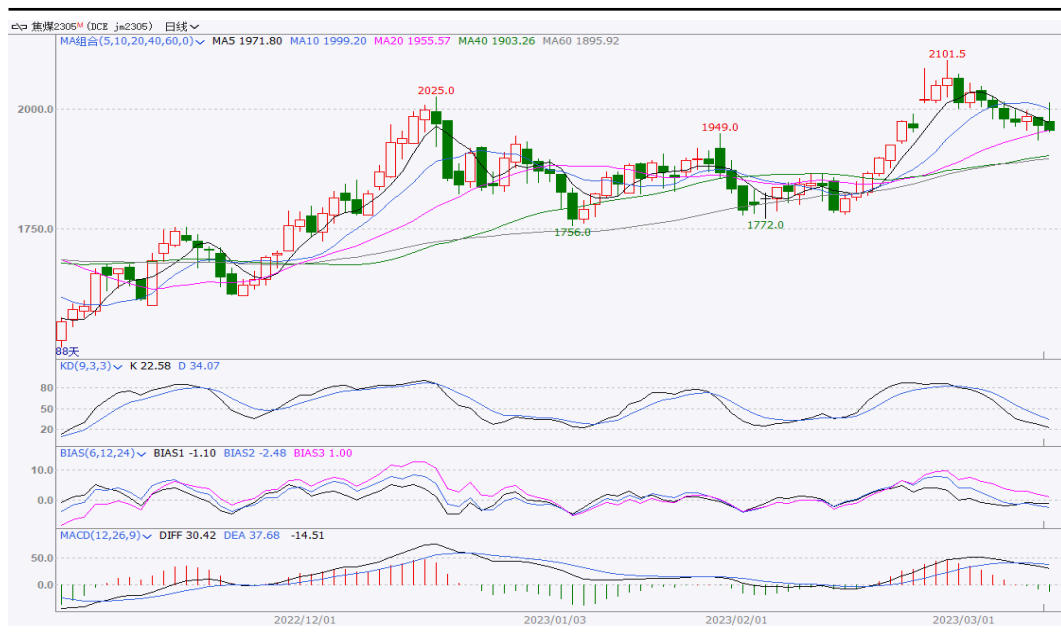 焦煤2305M (DCE jm2305) 日线
MA组合(5,10,20,40,60,0) MA5 1971.80 MA10 1999.20 MA20 1955.57 MA40 1903.26 MA60 1895.92
2101.5
2025.0
2000.0
1949.0
1756.0
1772.0
1750.0
88天
KD(9,3,3) K 22.58 D 34.07
80
50
20
BIAS(6,12,24) BIAS1 -1.10 BIAS2 -2.48 BIAS3 1.00
10.0
0.0
MACD(12,26,9) DIFF 30.42 DEA 37.68 -14.51
50.0
0.0
2022/12/01 2023/01/03 2023/02/01 2023/03/01